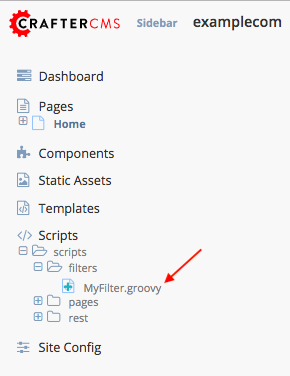 CRAFTERCMS Sidebar examplecom
Dashboard
Pages
Home
Components
Static Assets
Templates
Scripts
scripts
filters
MyFilter.groovy
pages
rest
Site Config